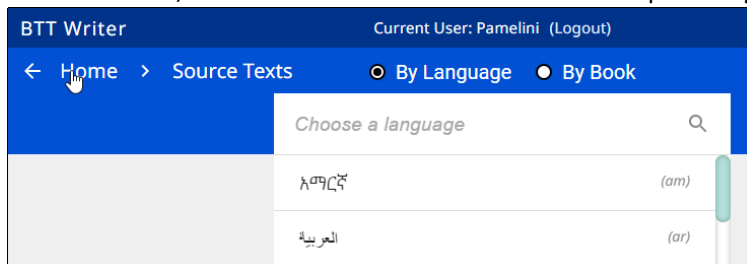 BTT Writer Current User: Pamelini (Logout)
← Home > Source Texts By Language By Book
Choose a language
አማርኛ (am)
العربية (ar)